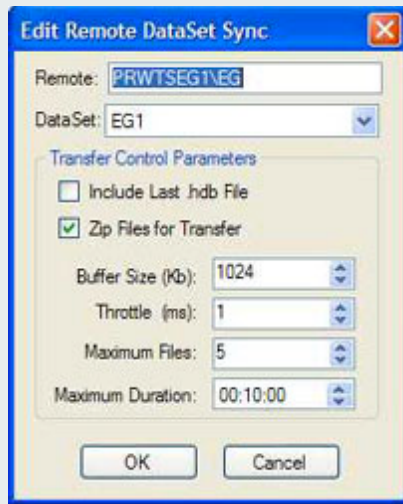 Edit Remote DataSet Sync
Remote: PRWTSEG1\EG
DataSet: EG1
Transfer Control Parameters
Include Last .hdb File
Zip Files for Transfer
Buffer Size (Kb): 1024
Throttle (ms): 1
Maximum Files: 5
Maximum Duration: 00:10:00
OK Cancel